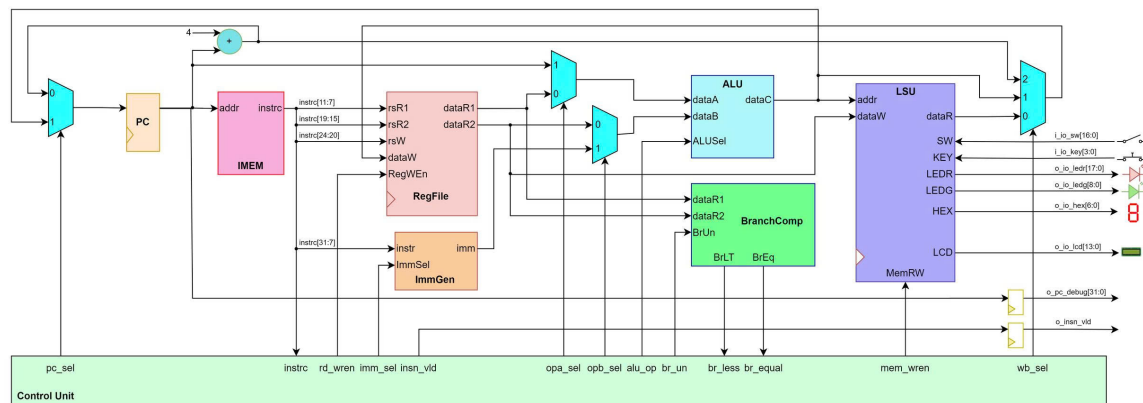 4
+
0
1
PC
addr
instrc
IMEM
instrc[11:7]
instrc[19:15]
instrc[24:20]
instrc[31:7]
rsR1
rsR2
rsW
dataW
RegWEn
dataR1
dataR2
RegFile
instr
imm
ImmSel
ImmGen
1
0
0
1
ALU
dataA
dataB
dataC
ALUSel
dataR1
dataR2
BrUn
BranchComp
BrLT
BrEq
LSU
addr
dataW
dataR
SW
KEY
LEDR
LEDG
HEX
LCD
MemRW
2
1
0
i_io_sw[16:0]
i_io_key[3:0]
o_io_ledr[17:0]
o_io_ledg[8:0]
o_io_hex[6:0]
o_io_lcd[13:0]
o_pc_debug[31:0]
o_insn_vld
pc_sel
instrc
rd_wren
imm_sel
insn_vld
opa_sel
opb_sel
alu_op
br_un
br_less
br_equal
mem_wren
wb_sel
Control Unit